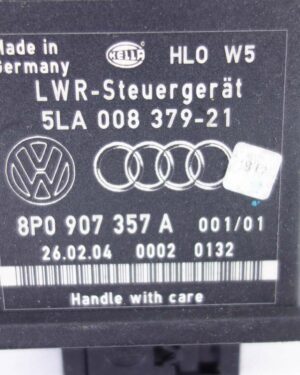 Made in
Germany
HELLA
HLO W5
LWR-Steuergerät
5LA 008 379-21
8P0 907 357 A 001/01
26.02.04 0002 0132
Handle with care